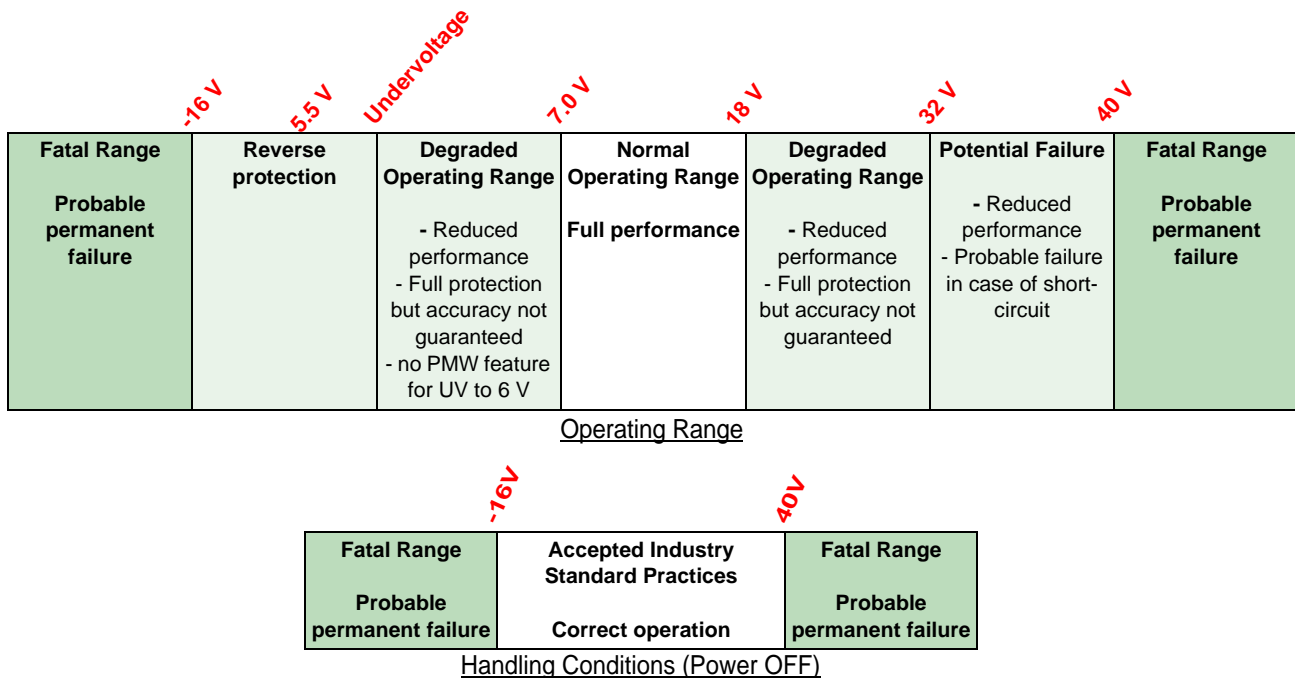 -16 V
5.5 V
Undervoltage
7.0 V
18 V
32 V
40 V
Fatal Range
Probable
permanent
failure
Reverse
protection
Degraded
Operating Range
- Reduced
performance
- Full protection
but accuracy not
guaranteed
- no PMW feature
for UV to 6 V
Normal
Operating Range
Full performance
Degraded
Operating Range
- Reduced
performance
- Full protection
but accuracy not
guaranteed
Potential Failure
- Reduced
performance
- Probable failure
in case of short-
circuit
Fatal Range
Probable
permanent
failure
Operating Range
-16V
40V
Fatal Range
Probable
permanent failure
Accepted Industry
Standard Practices
Correct operation
Fatal Range
Probable
permanent failure
Handling Conditions (Power OFF)